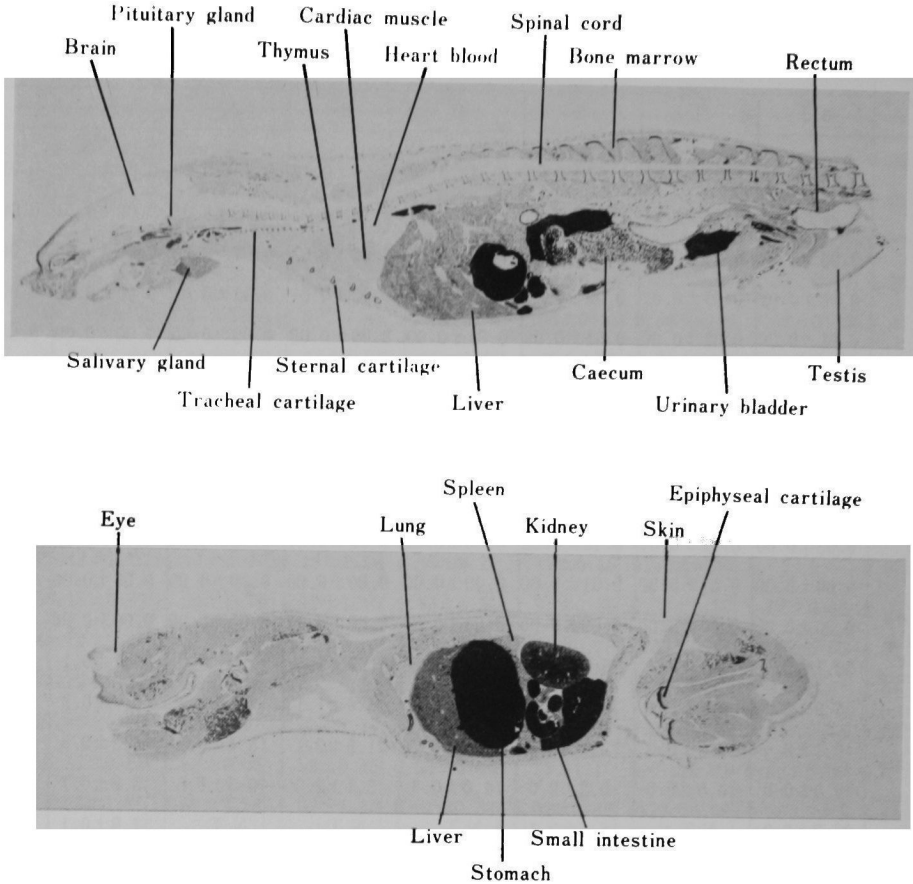 Pituitary gland
Cardiac muscle
Spinal cord
Brain
Thymus
Heart blood
Bone marrow
Rectum
Salivary gland
Sternal cartilage
Caecum
Testis
Tracheal cartilage
Liver
Urinary bladder
Spleen
Epiphyseal cartilage
Eye
Lung
Kidney
Skin
Liver
Small intestine
Stomach